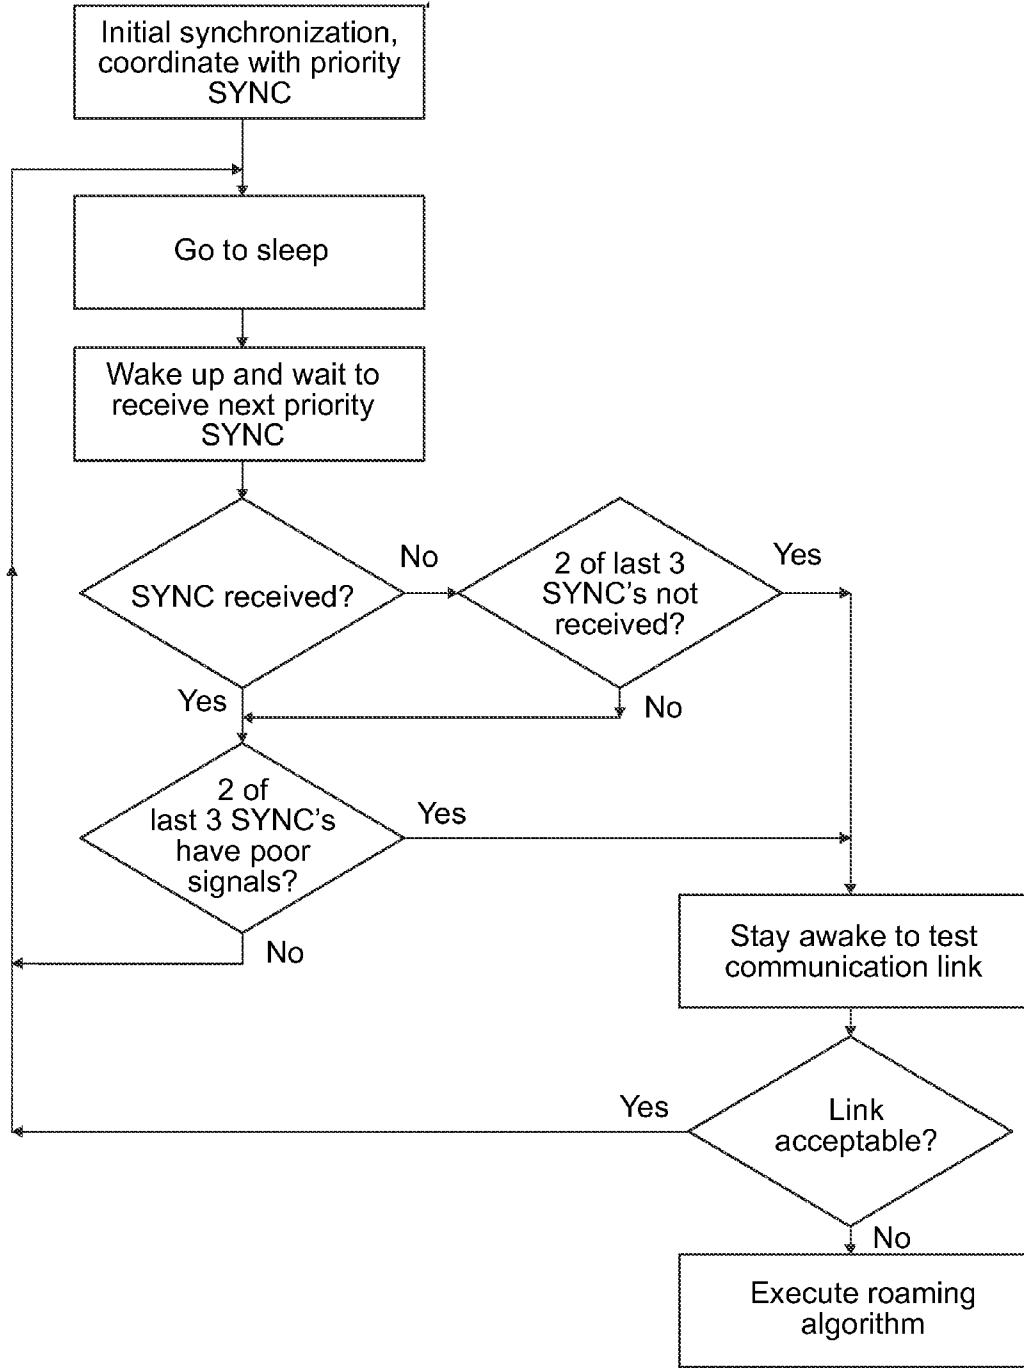 Initial synchronization,
coordinate with priority
SYNC
Go to sleep
Wake up and wait to
receive next priority
SYNC
SYNC received?
No
2 of last 3
SYNC's not
received?
Yes
Yes
No
2 of
last 3 SYNC's
have poor
signals?
Yes
No
Stay awake to test
communication link
Link
acceptable?
Yes
No
Execute roaming
algorithm